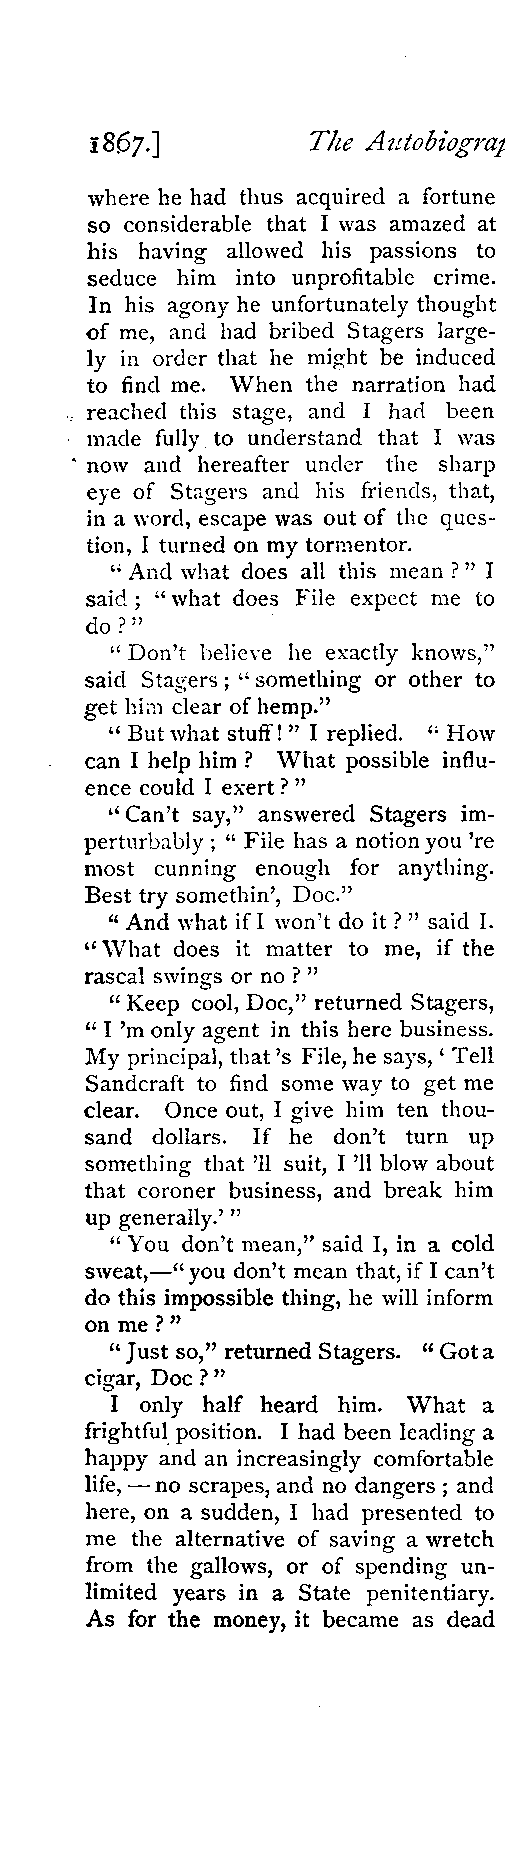 1867.] The Autobiograp
where he had thus acquired a fortune
so considerable that I was amazed at
his having allowed his passions to
seduce him into unprofitable crime.
In his agony he unfortunately thought
of me, and had bribed Stagers large-
ly in order that he might be induced
to find me. When the narration had
reached this stage, and I had been
made fully to understand that I was
now and hereafter under the sharp
eye of Stagers and his friends, that,
in a word, escape was out of the ques-
tion, I turned on my tormentor.
"And what does all this mean?" I
said; "what does File expect me to
do?"
"Don't believe he exactly knows,"
said Stagers; "something or other to
get him clear of hemp."
"But what stuff!" I replied. "How
can I help him? What possible influ-
ence could I exert?"
"Can't say," answered Stagers im-
perturbably; "File has a notion you 're
most cunning enough for anything.
Best try somethin', Doc."
"And what if I won't do it?" said I.
"What does it matter to me, if the
rascal swings or no?"
"Keep cool, Doc," returned Stagers,
"I 'm only agent in this here business.
My principal, that 's File, he says, 'Tell
Sandcraft to find some way to get me
clear. Once out, I give him ten thou-
sand dollars. If he don't turn up
something that 'll suit, I 'll blow about
that coroner business, and break him
up generally.'"
"You don't mean," said I, in a cold
sweat,—"you don't mean that, if I can't
do this impossible thing, he will inform
on me?"
"Just so," returned Stagers. "Got a
cigar, Doc?"
I only half heard him. What a
frightful position. I had been leading a
happy and an increasingly comfortable
life,—no scrapes, and no dangers; and
here, on a sudden, I had presented to
me the alternative of saving a wretch
from the gallows, or of spending un-
limited years in a State penitentiary.
As for the money, it became as dead